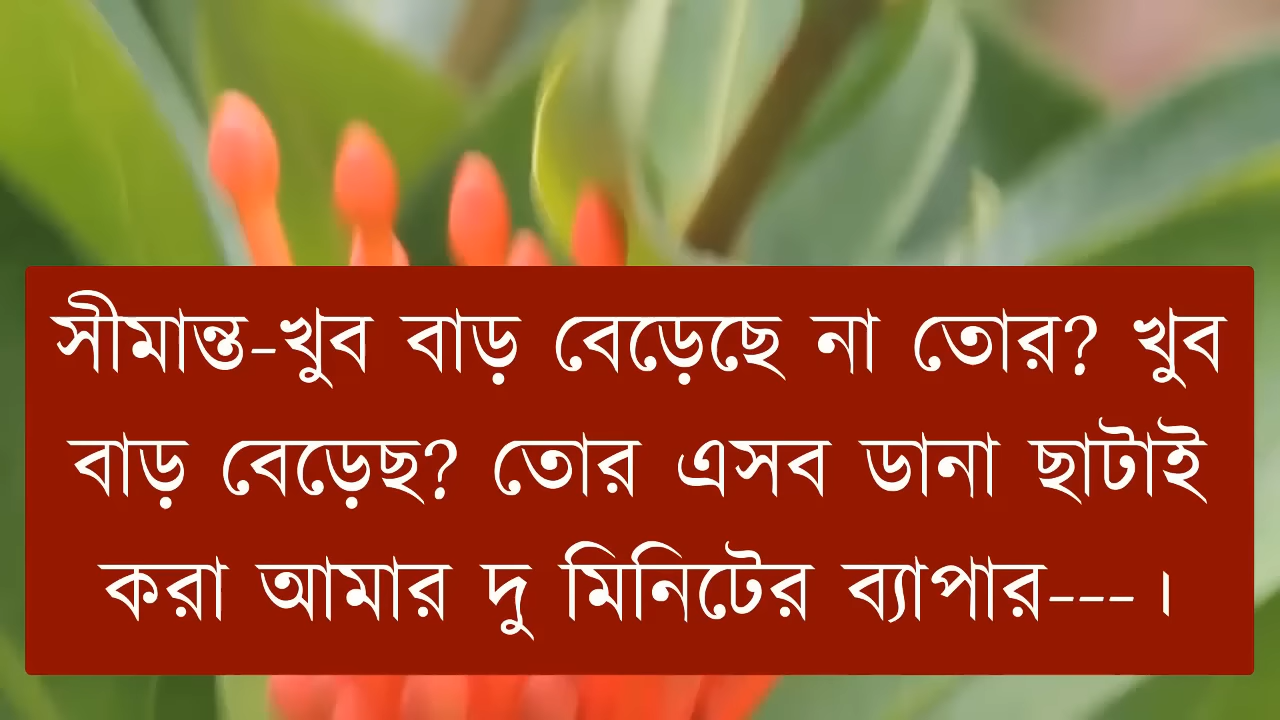 সীমান্ত-খুব বাড় বেড়েছে না তোর? খুব
বাড় বেড়েছ? তোর এসব ডানা ছাটাই
করা আমার দু মিনিটের ব্যাপার---।